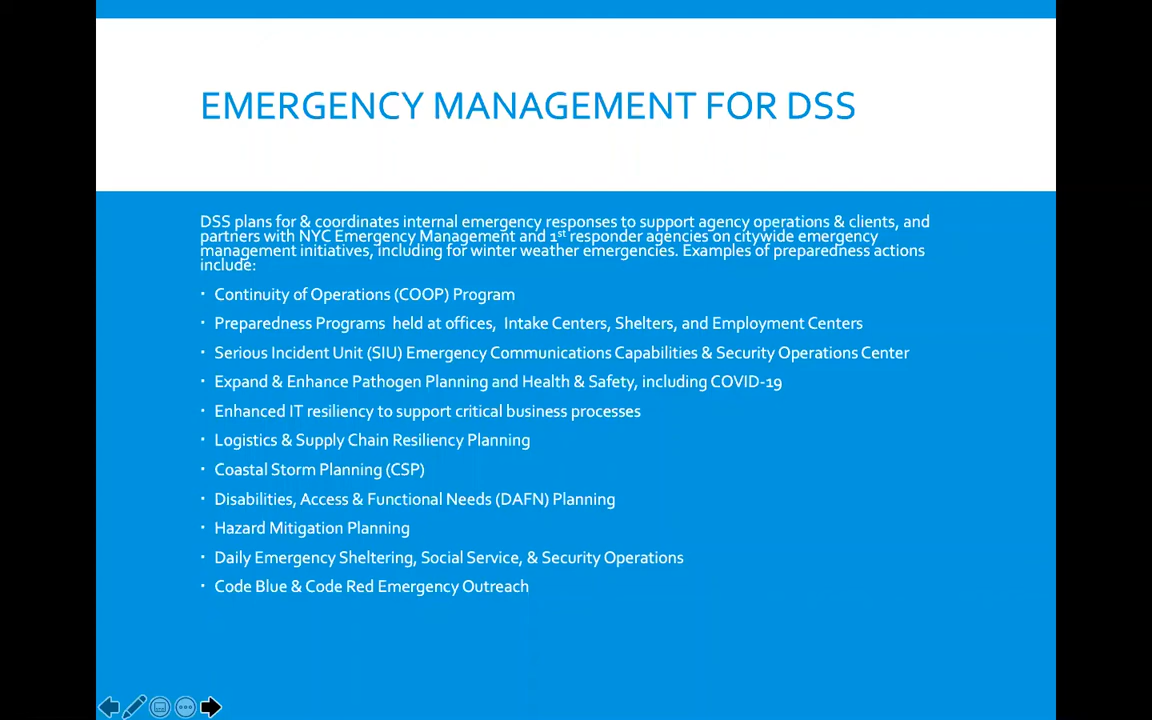 EMERGENCY MANAGEMENT FOR DSS
DSS plans for & coordinates internal emergency responses to support agency operations & clients, and
partners with NYC Emergency Management and 1st responder agencies on citywide emergency
management initiatives, including for winter weather emergencies. Examples of preparedness actions
include:
· Continuity of Operations (COOP) Program
· Preparedness Programs  held at offices,  Intake Centers, Shelters, and Employment Centers
· Serious Incident Unit (SIU) Emergency Communications Capabilities & Security Operations Center
· Expand & Enhance Pathogen Planning and Health & Safety, including COVID-19
· Enhanced IT resiliency to support critical business processes
· Logistics & Supply Chain Resiliency Planning
· Coastal Storm Planning (CSP)
· Disabilities, Access & Functional Needs (DAFN) Planning
· Hazard Mitigation Planning
· Daily Emergency Sheltering, Social Service, & Security Operations
· Code Blue & Code Red Emergency Outreach